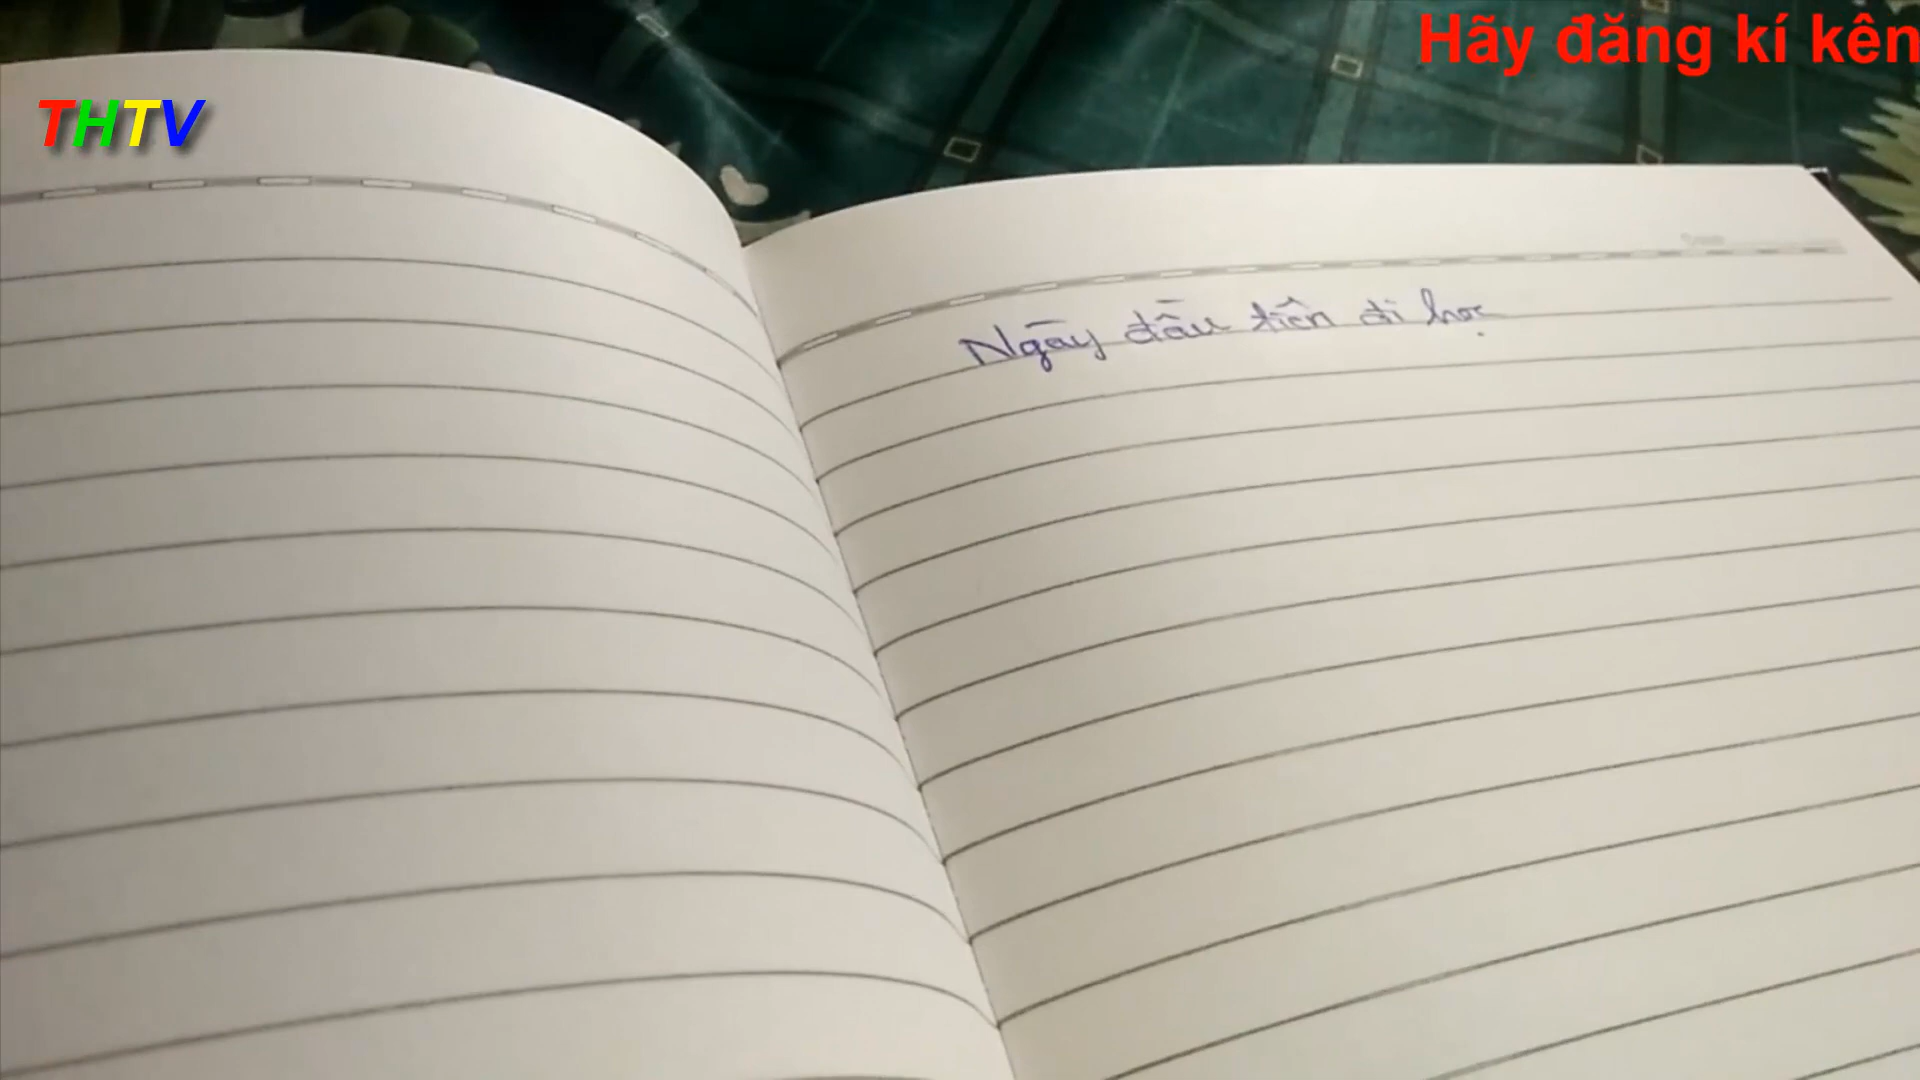 Hãy đăng kí kên
THTV
Ngày đầu tiên đi học